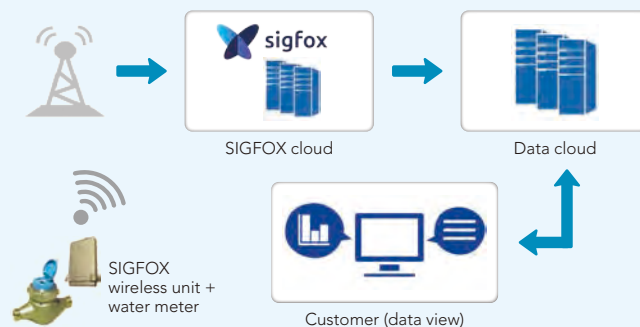 sigfox
SIGFOX cloud
Data cloud
SIGFOX
wireless unit +
water meter
Customer (data view)